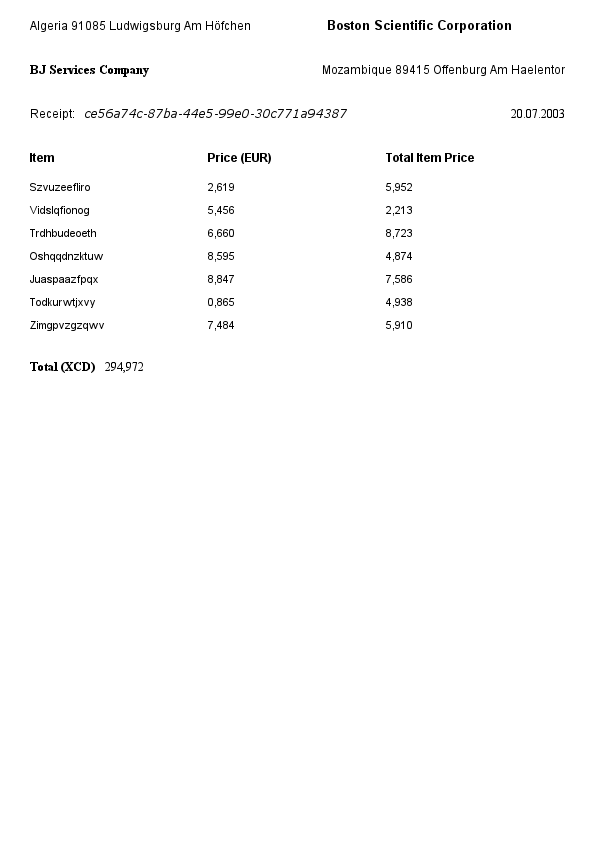 Algeria 91085 Ludwigsburg Am Höfchen Boston Scientific Corporation
BJ Services Company Mozambique 89415 Offenburg Am Haelentor
Receipt: ce56a74c-87ba-44e5-99e0-30c771a94387 20.07.2003
Item Price (EUR) Total Item Price
Szvuzeefliro 2,619 5,952
Vidslqfionog 5,456 2,213
Trdhbudeoeth 6,660 8,723
Oshqqdnzktuw 8,595 4,874
Juaspaazfpqx 8,847 7,586
Todkurwtjxvy 0,865 4,938
Zimgpvzgzqwv 7,484 5,910
Total (XCD) 294,972